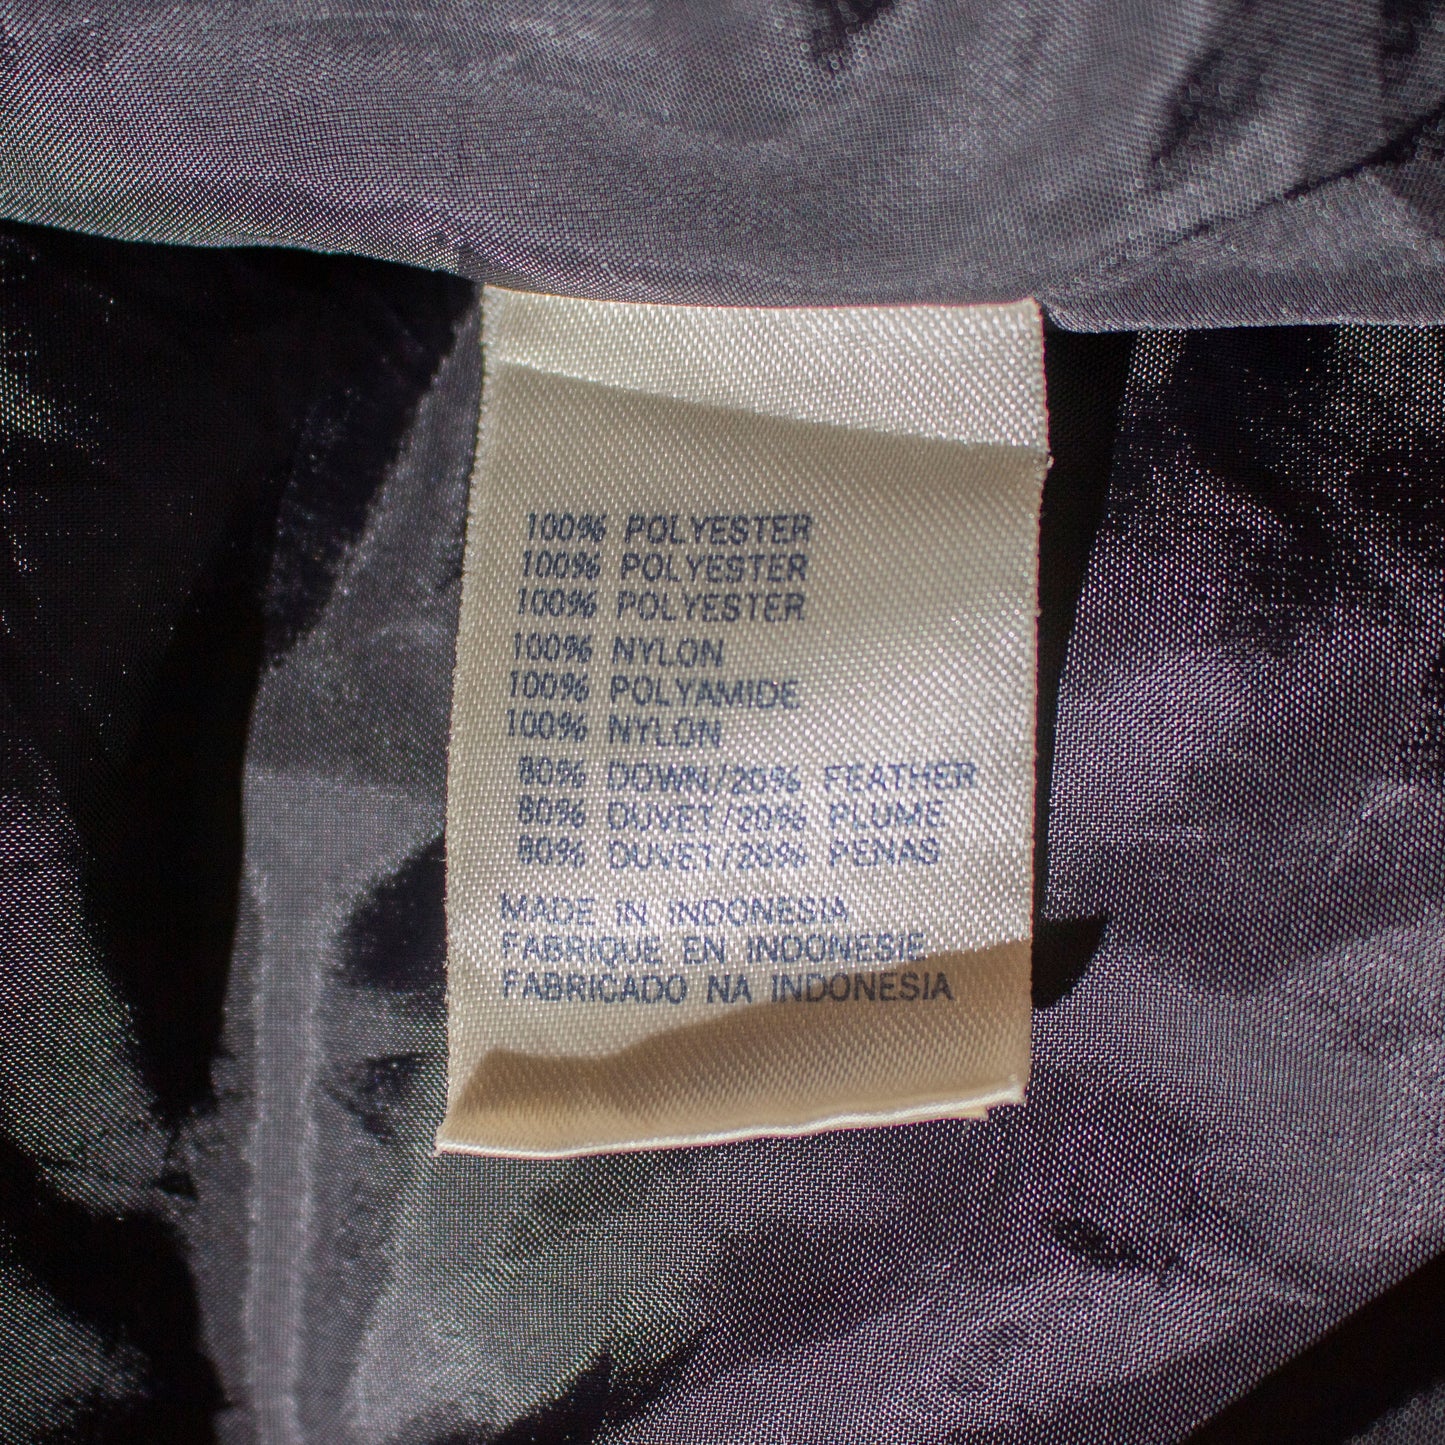 100% POLYESTER
100% POLYESTER
100% POLYESTER
100% NYLON
100% POLYAMIDE
100% NYLON
80% DOWN/20% FEATHER
80% DUVET/20% PLUME
80% DUVET/20% PENAS
MADE IN INDONESIA
FABRIQUE EN INDONESIE
FABRICADO NA INDONESIA